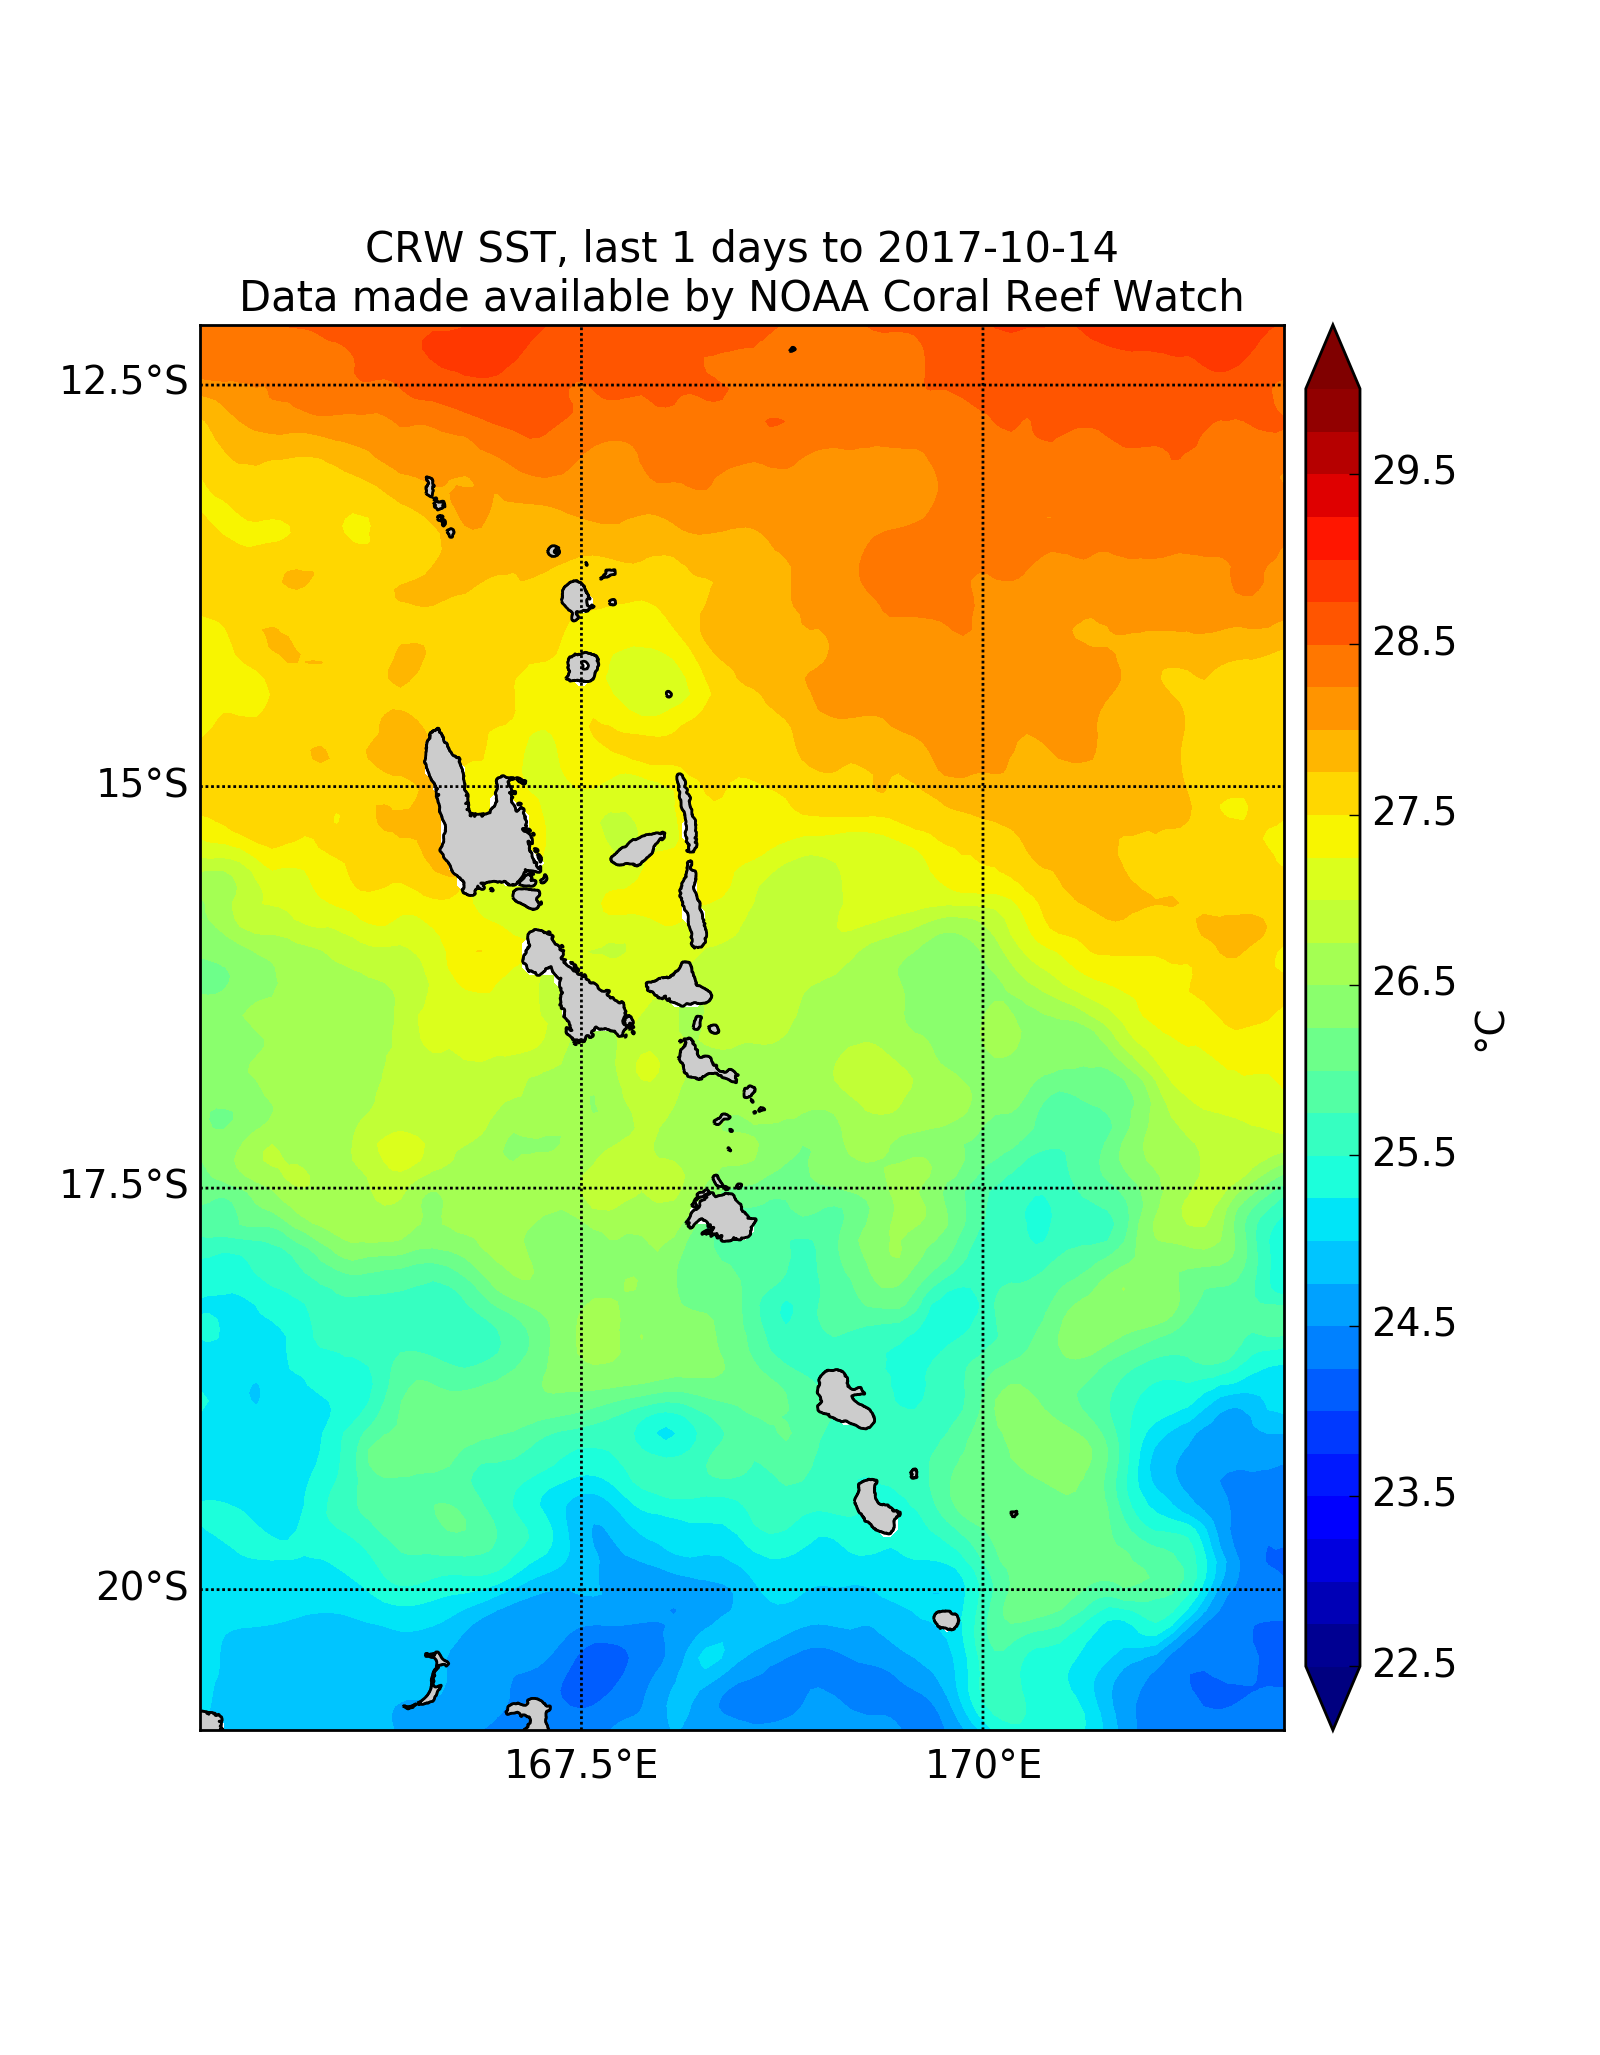 CRW SST, last 1 days to 2017-10-14
Data made available by NOAA Coral Reef Watch
12.5°S
15°S
17.5°S
20°S
167.5°E
170°E
29.5
28.5
27.5
26.5
25.5
24.5
23.5
22.5
°C